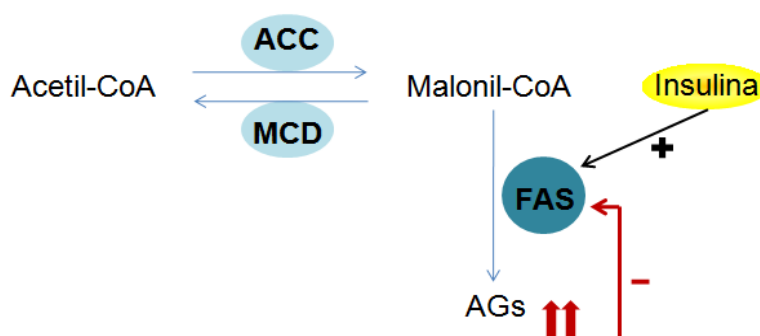 ACC
Acetil-CoA
Malonil-CoA
Insulina
MCD
+
FAS
-
AGs